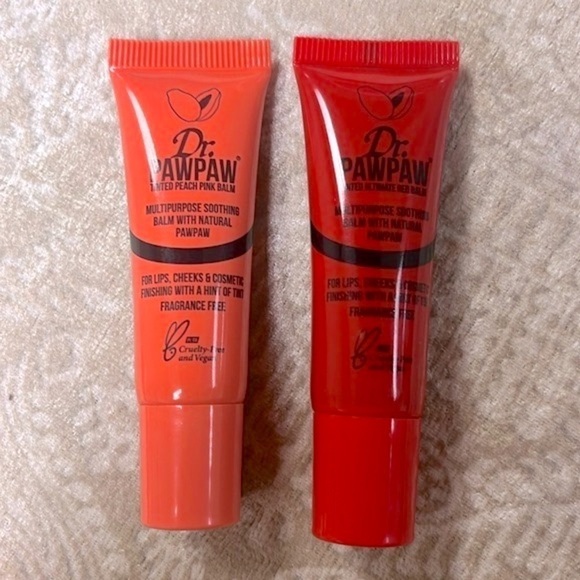 Dr.
PAWPAW®
TINTED PEACH PINK BALM
MULTIPURPOSE SOOTHING
BALM WITH NATURAL
PAWPAW
FOR LIPS, CHEEKS & COSMETIC
FINISHING WITH A HINT OF TINT
FRAGRANCE FREE
Cruelty-Free
and Vegan
Dr.
PAWPAW®
TINTED ULTIMATE RED BALM
MULTIPURPOSE SOOTHING
BALM WITH NATURAL
PAWPAW
FOR LIPS, CHEEKS & COSMETIC
FINISHING WITH A
FRAGRANCE FREE